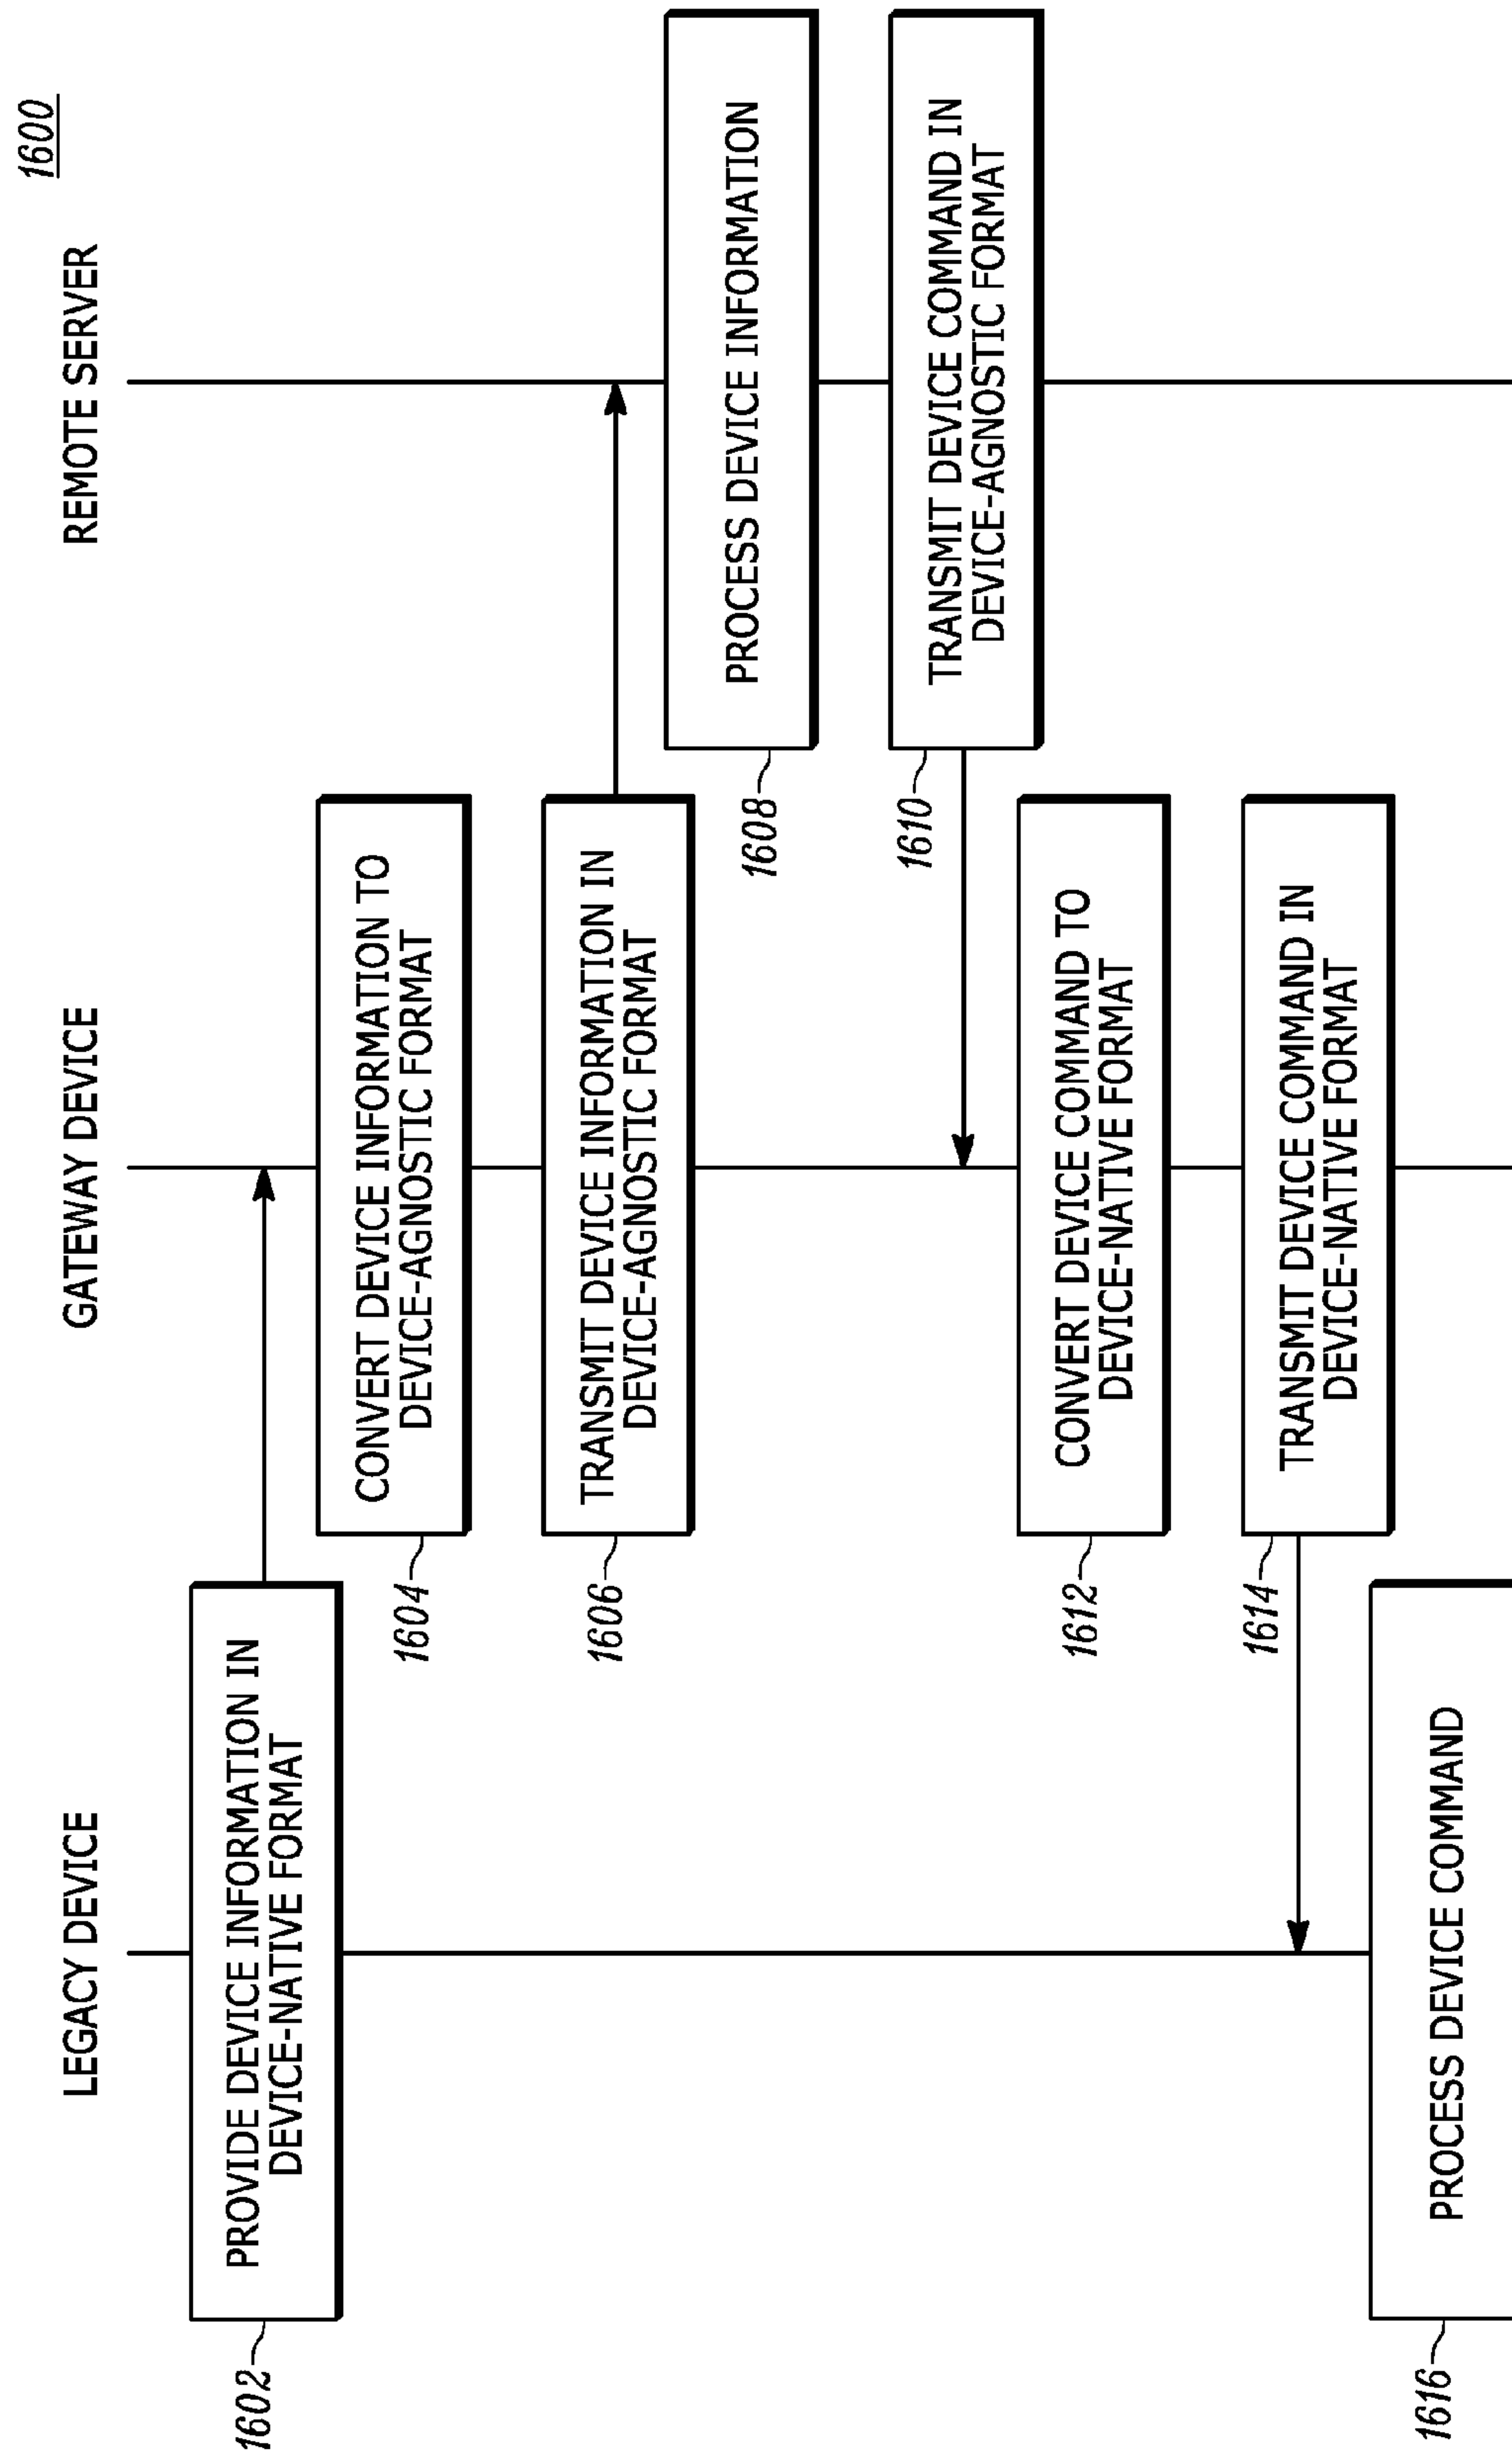 1600
LEGACY DEVICE
GATEWAY DEVICE
REMOTE SERVER
PROVIDE DEVICE INFORMATION IN
DEVICE-NATIVE FORMAT
1602
CONVERT DEVICE INFORMATION TO
DEVICE-AGNOSTIC FORMAT
1604
TRANSMIT DEVICE INFORMATION IN
DEVICE-AGNOSTIC FORMAT
1606
PROCESS DEVICE INFORMATION
1608
TRANSMIT DEVICE COMMAND IN
DEVICE-AGNOSTIC FORMAT
1610
CONVERT DEVICE COMMAND TO
DEVICE-NATIVE FORMAT
1612
TRANSMIT DEVICE COMMAND IN
DEVICE-NATIVE FORMAT
1614
PROCESS DEVICE COMMAND
1616